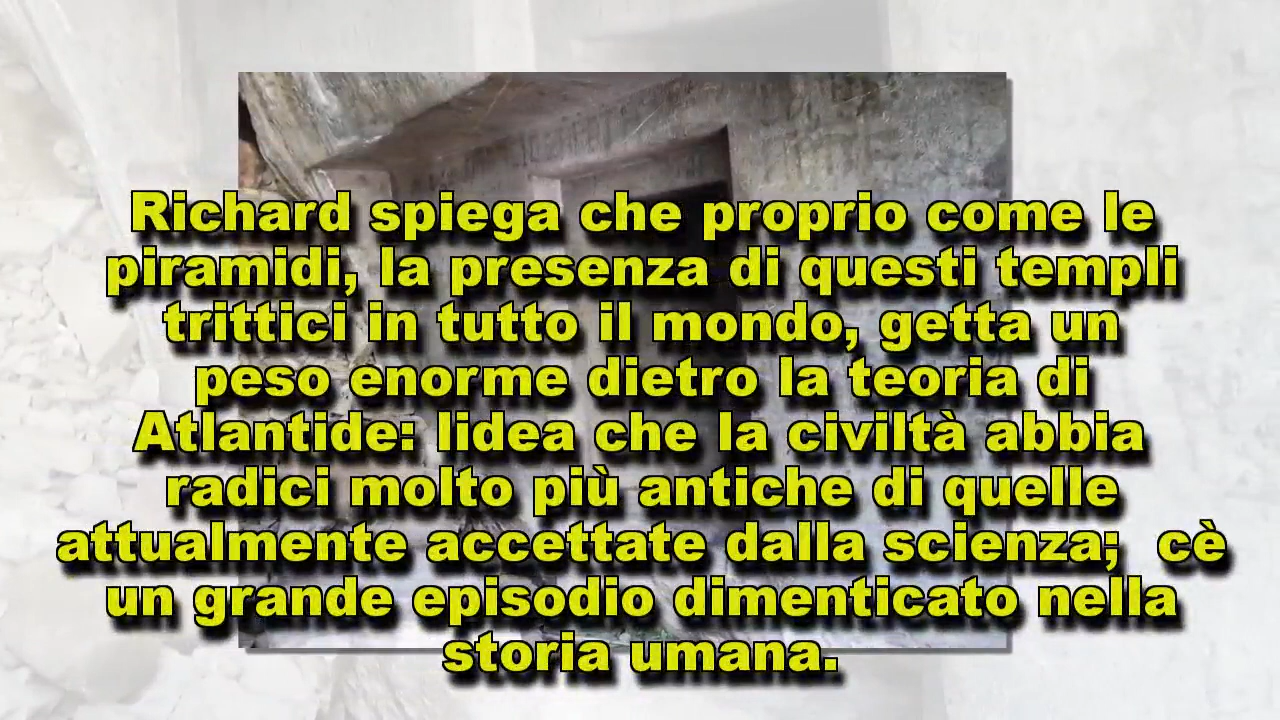 Richard spiega che proprio come le
piramidi, la presenza di questi templi
trittici in tutto il mondo, getta un
peso enorme dietro la teoria di
Atlantide: lidea che la civiltà abbia
radici molto più antiche di quelle
attualmente accettate dalla scienza;  cè
un grande episodio dimenticato nella
storia umana.